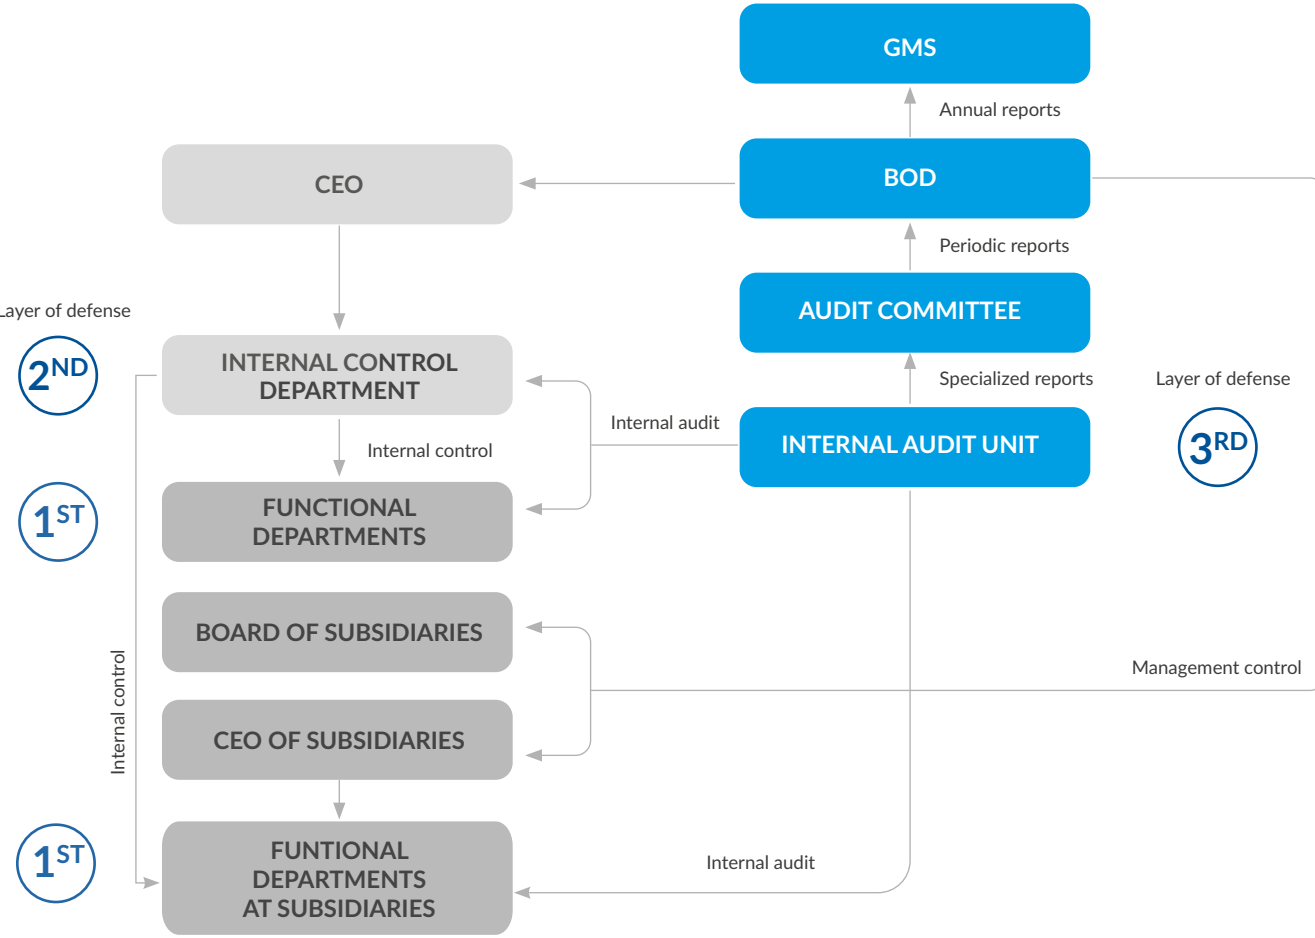 GMS
Annual reports
BOD
CEO
Periodic reports
AUDIT COMMITTEE
Layer of defense
2ND
INTERNAL CONTROL
DEPARTMENT
Specialized reports
Layer of defense
3RD
Internal audit
INTERNAL AUDIT UNIT
Internal control
1ST
FUNCTIONAL
DEPARTMENTS
BOARD OF SUBSIDIARIES
Management control
Internal control
CEO OF SUBSIDIARIES
1ST
FUNTIONAL
DEPARTMENTS
AT SUBSIDIARIES
Internal audit